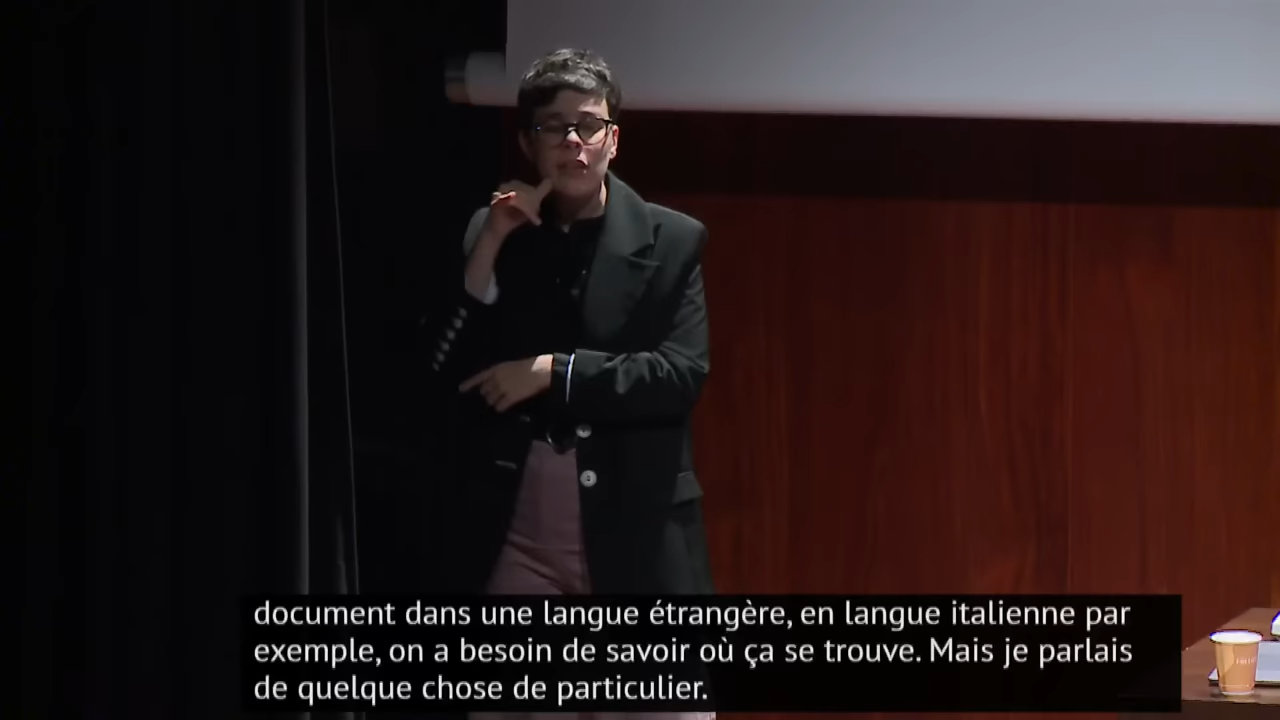 document dans une langue étrangère, en langue italienne par
exemple, on a besoin de savoir où ça se trouve. Mais je parlais
de quelque chose de particulier.